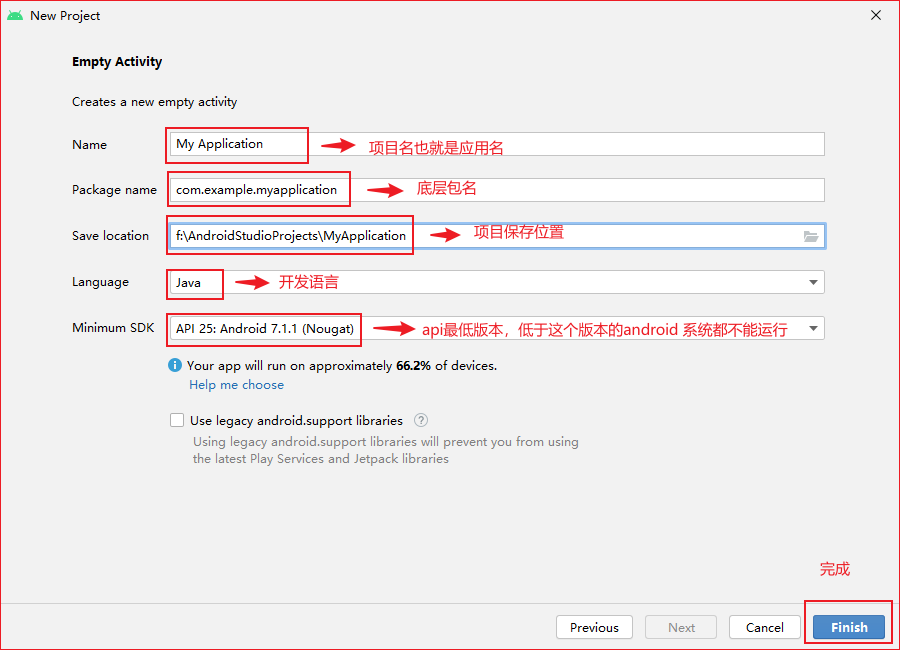 New Project
Empty Activity
Creates a new empty activity
Name My Application 项目名也就是应用名
Package name com.example.myapplication 底层包名
Save location f:\AndroidStudioProjects\MyApplication 项目保存位置
Language Java 开发语言
Minimum SDK API 25: Android 7.1.1 (Nougat) api最低版本，低于这个版本的android 系统都不能运行
i Your app will run on approximately 66.2% of devices.
Help me choose
Use legacy android.support libraries ?
Using legacy android.support libraries will prevent you from using
the latest Play Services and Jetpack libraries
完成
Previous Next Cancel Finish